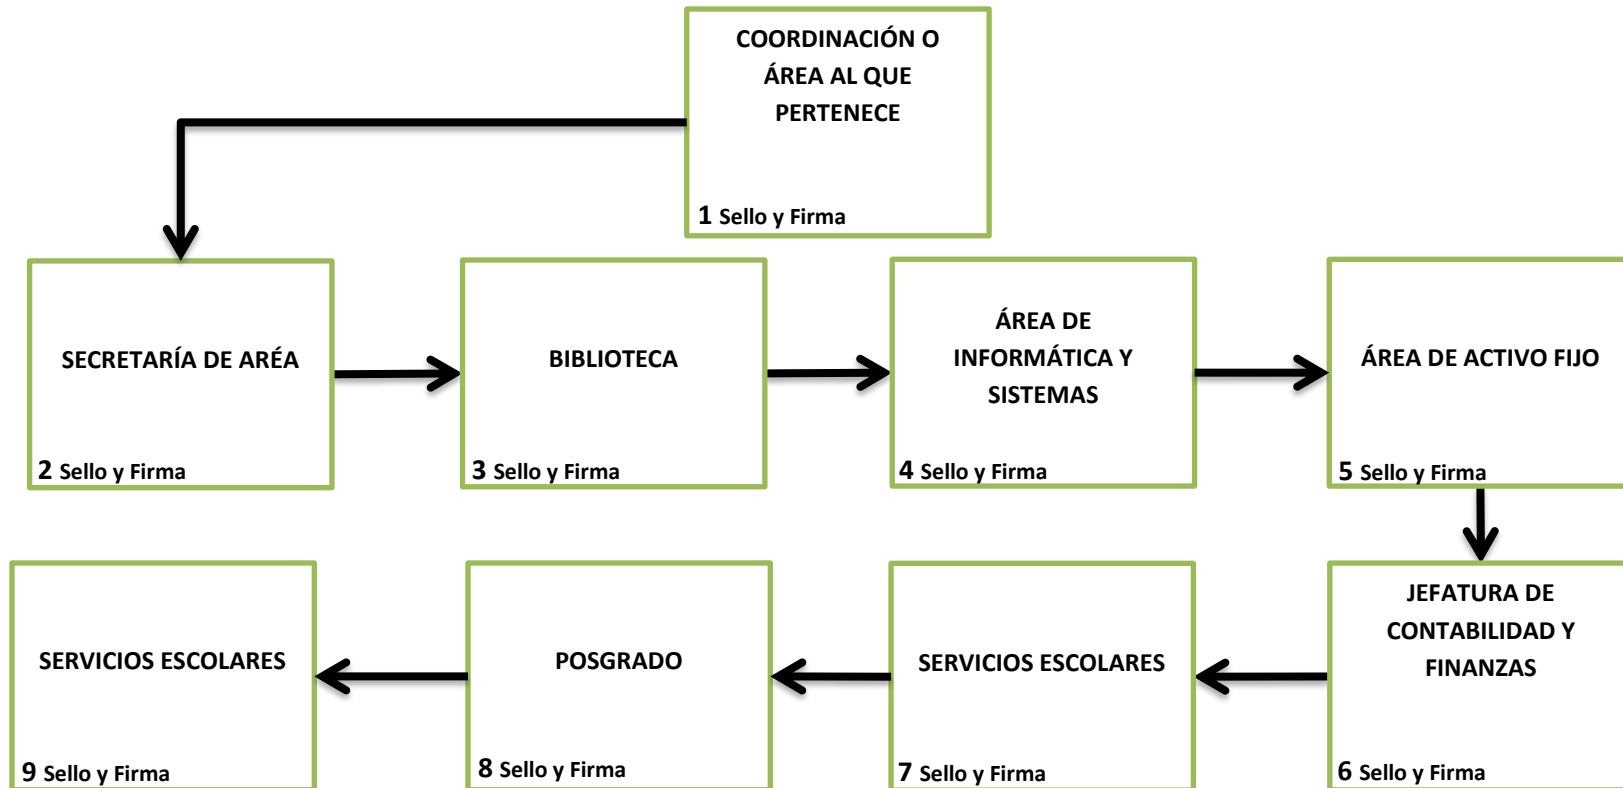 COORDINACIÓN O
ÁREA AL QUE
PERTENECE
1 Sello y Firma
SECRETARÍA DE ARÉA
2 Sello y Firma
BIBLIOTECA
3 Sello y Firma
ÁREA DE
INFORMÁTICA Y
SISTEMAS
4 Sello y Firma
ÁREA DE ACTIVO FIJO
5 Sello y Firma
JEFATURA DE
CONTABILIDAD Y
FINANZAS
6 Sello y Firma
SERVICIOS ESCOLARES
7 Sello y Firma
POSGRADO
8 Sello y Firma
SERVICIOS ESCOLARES
9 Sello y Firma